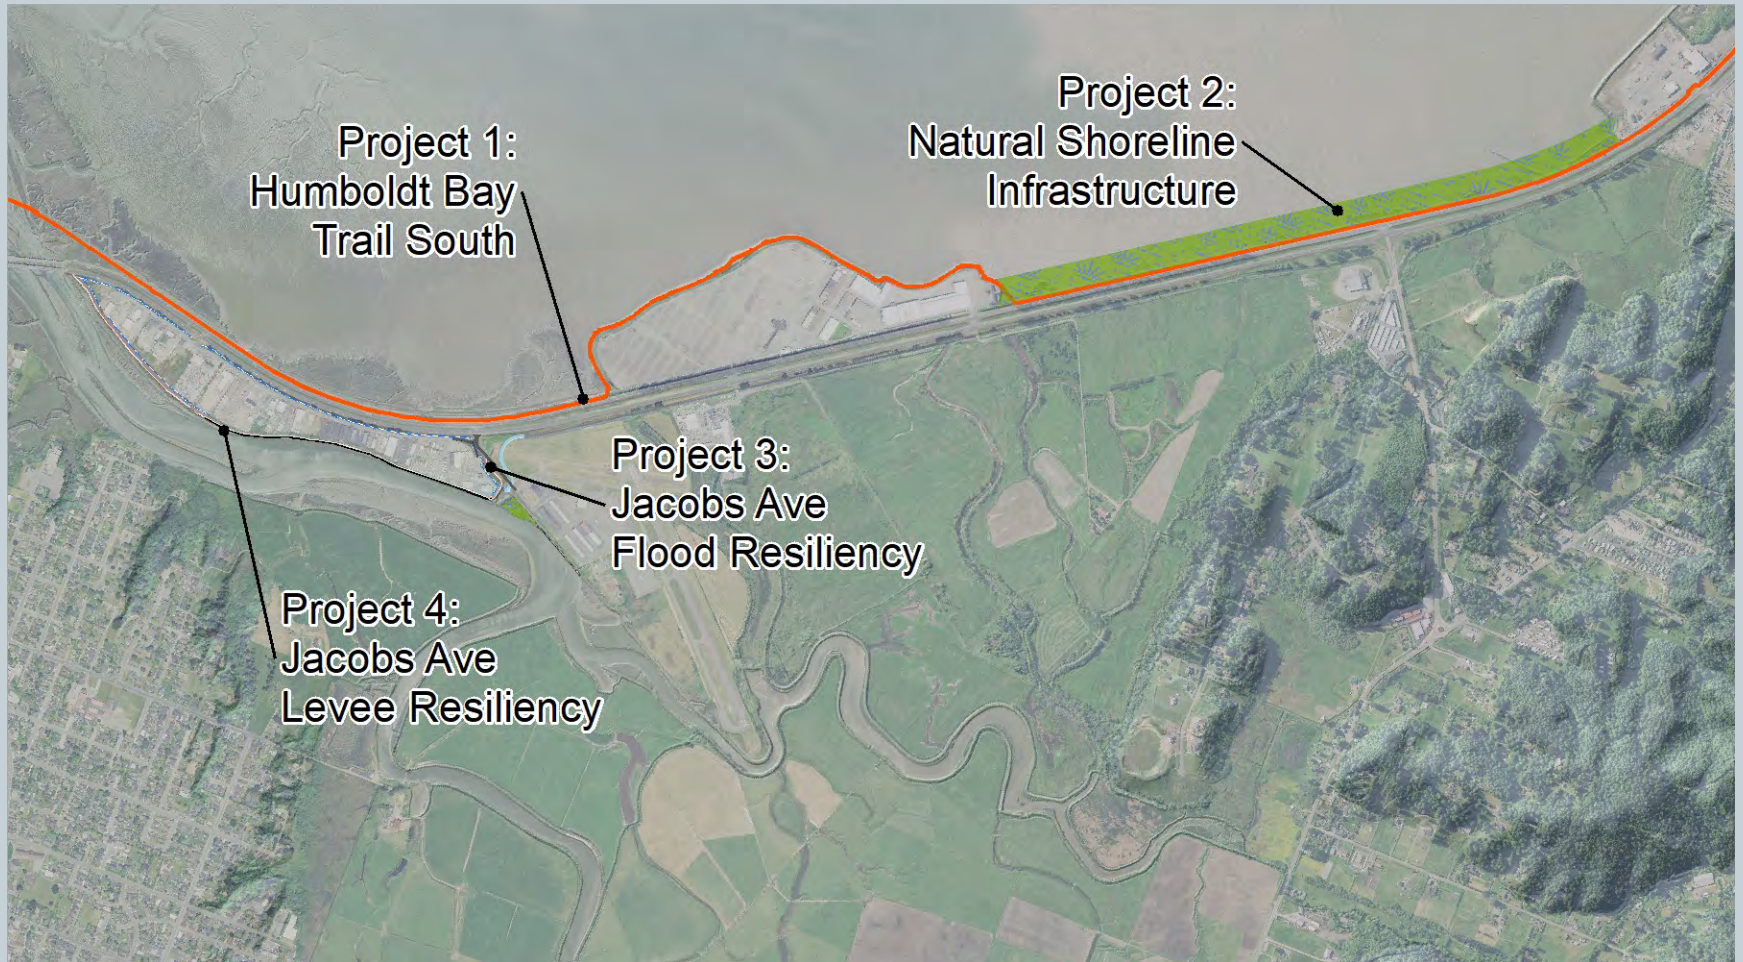 Project 1:
Humboldt Bay
Trail South
Project 2:
Natural Shoreline
Infrastructure
Project 3:
Jacobs Ave
Flood Resiliency
Project 4:
Jacobs Ave
Levee Resiliency